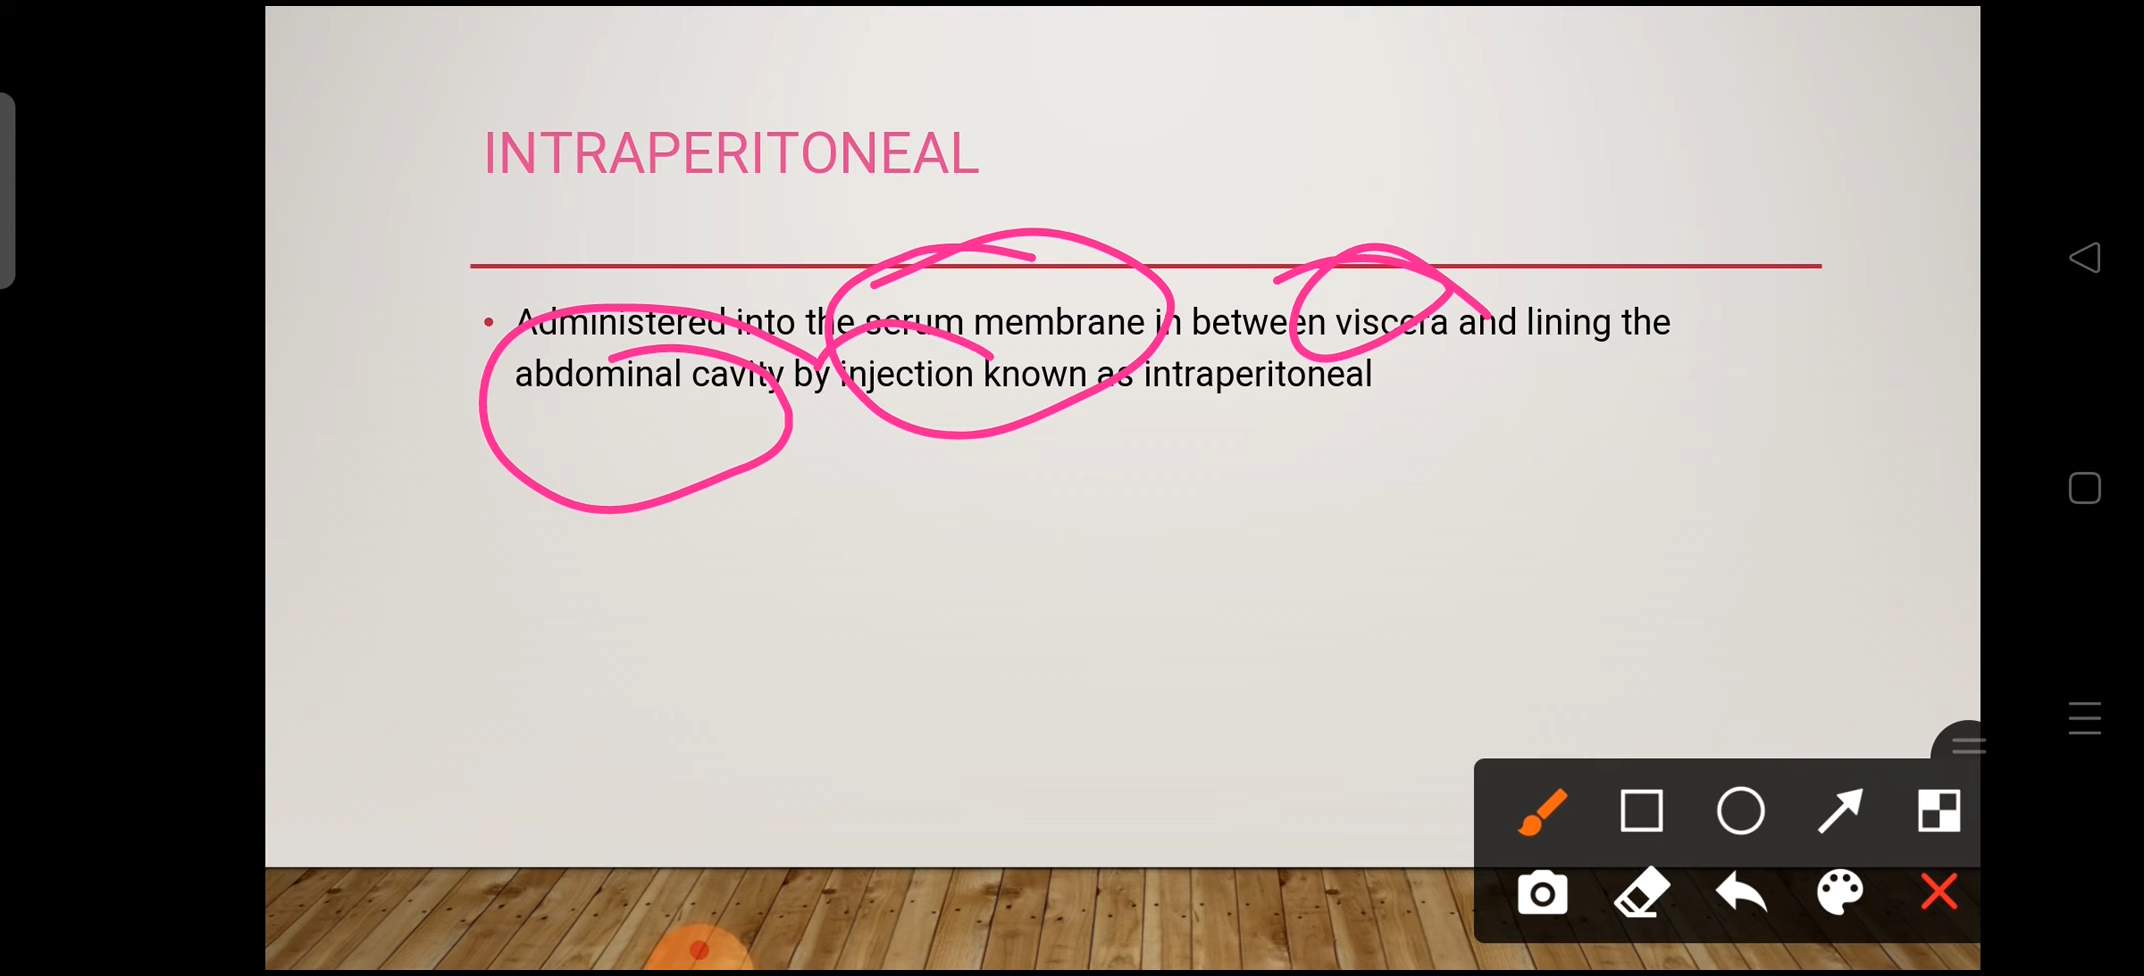 INTRAPERITONEAL
• Administered into the serum membrane in between viscera and lining the
abdominal cavity by injection known as intraperitoneal